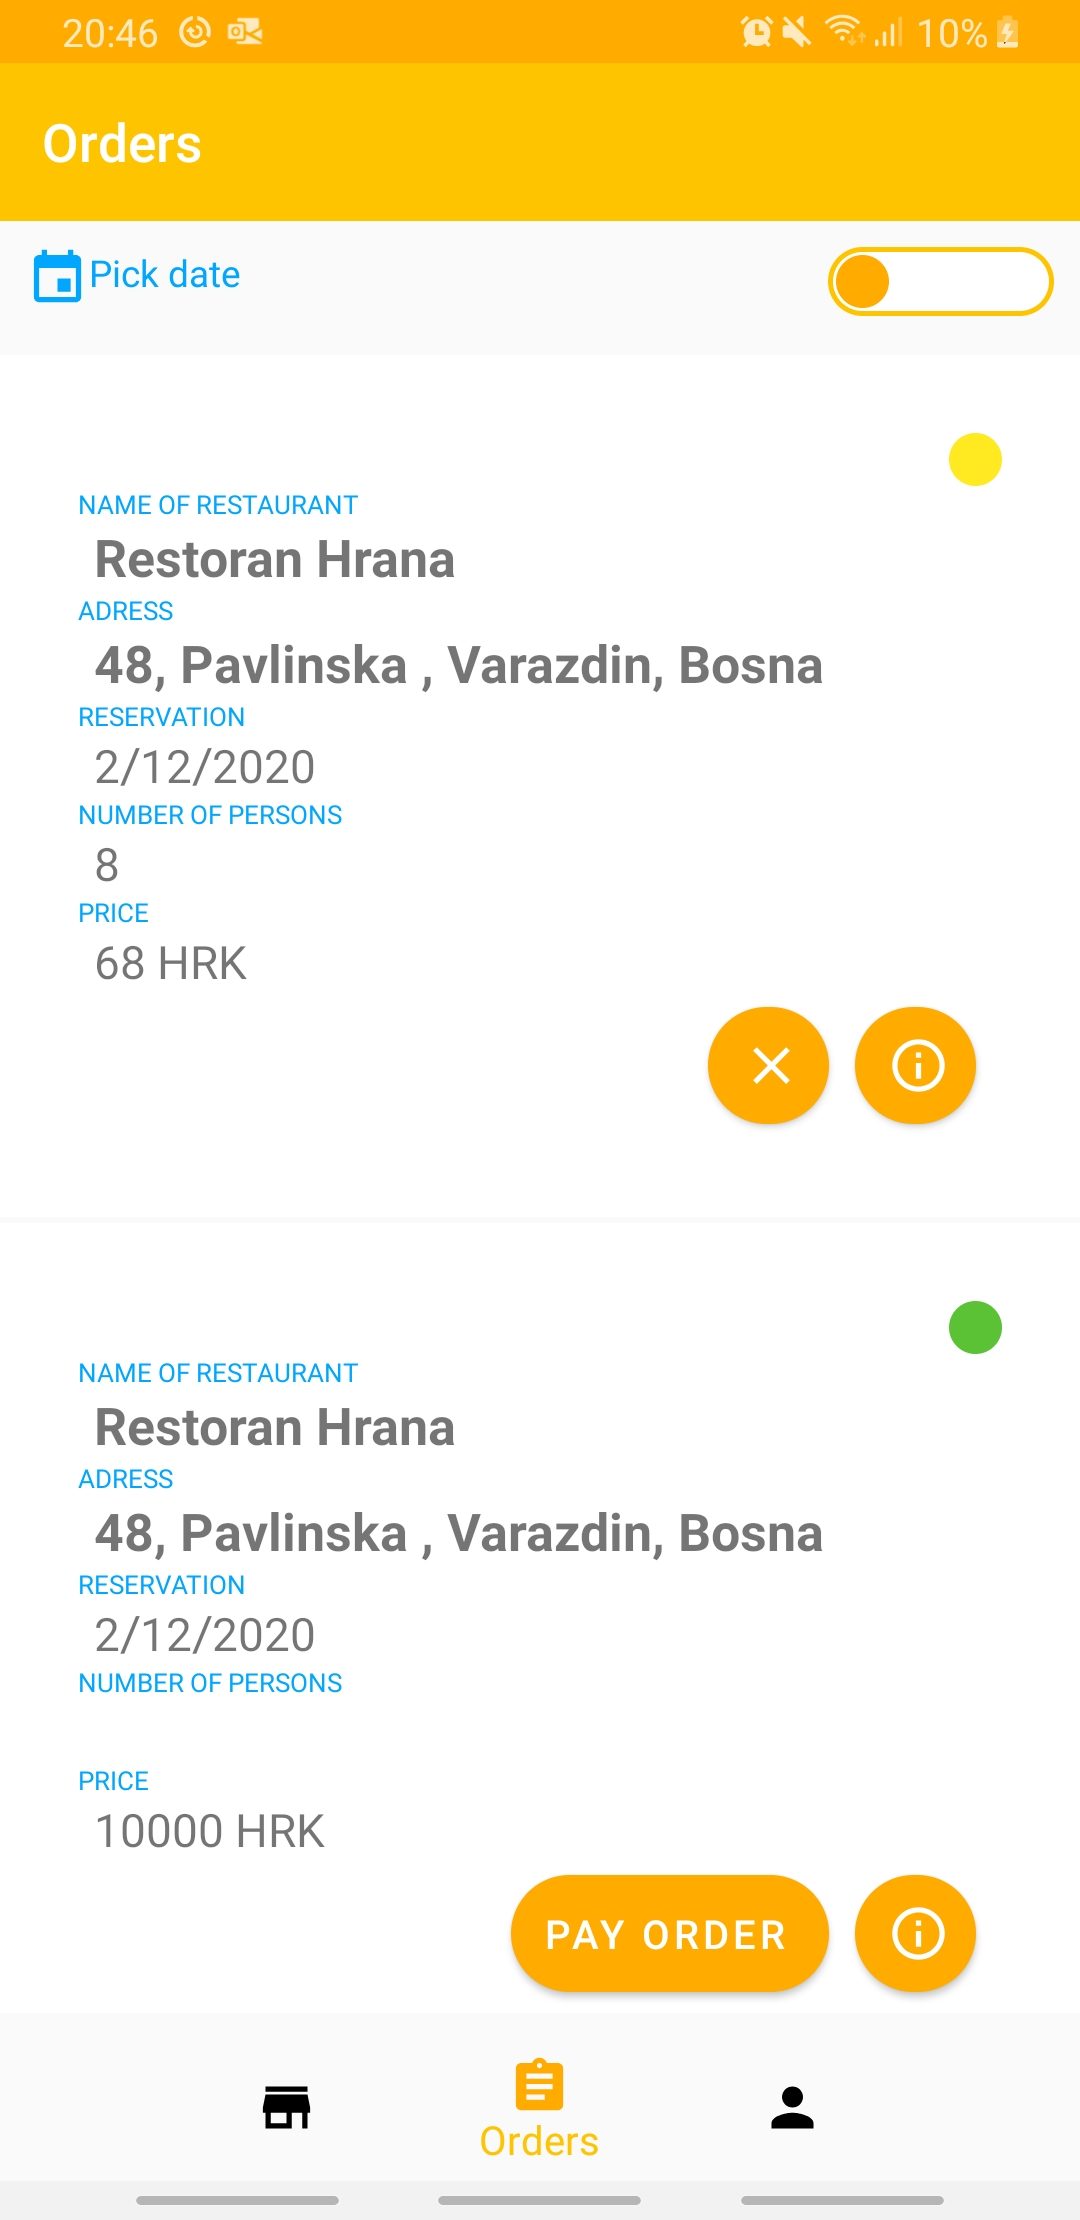 20:46 10%
Orders
Pick date
NAME OF RESTAURANT
Restoran Hrana
ADRESS
48, Pavlinska , Varazdin, Bosna
RESERVATION
2/12/2020
NUMBER OF PERSONS
8
PRICE
68 HRK
NAME OF RESTAURANT
Restoran Hrana
ADRESS
48, Pavlinska , Varazdin, Bosna
RESERVATION
2/12/2020
NUMBER OF PERSONS
PRICE
10000 HRK
PAY ORDER
Orders